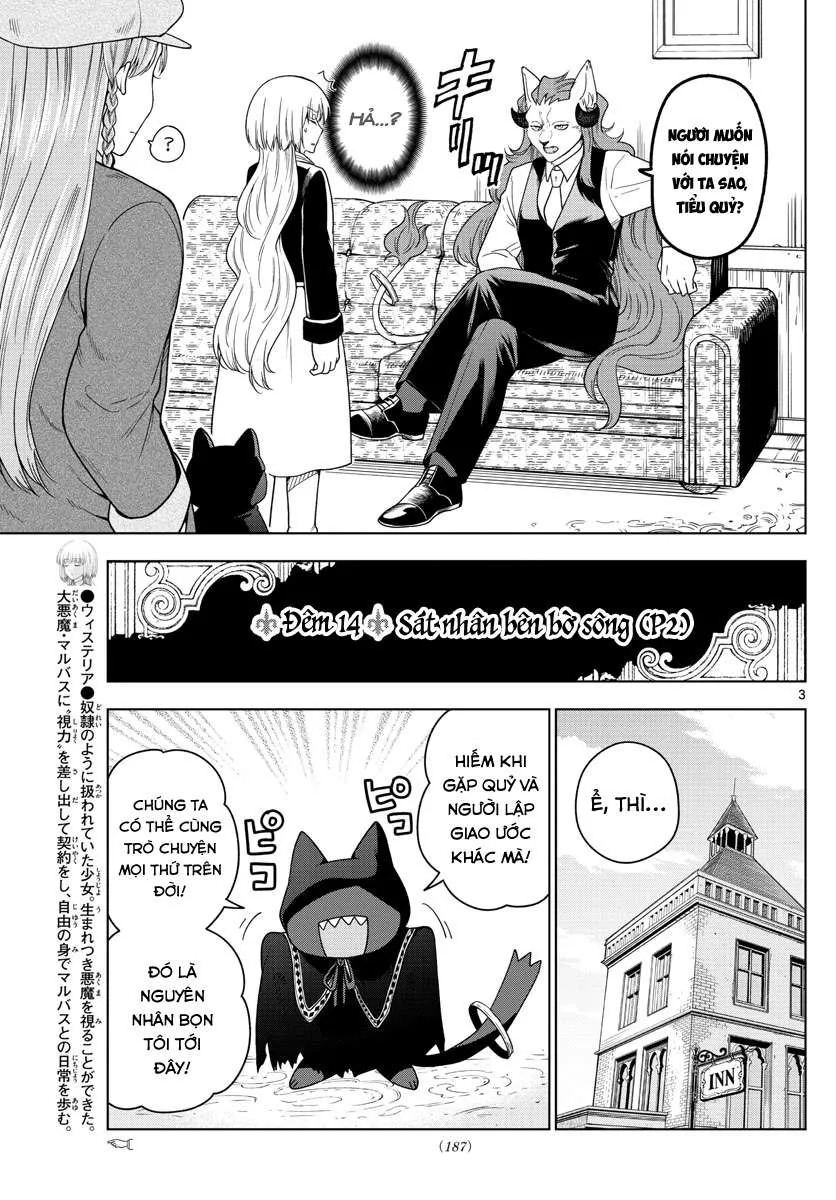 NGƯƠI MUỐN
NÓI CHUYỆN
VỚI TA SAO,
TIỂU QUỶ?
キリッ
HẢ...?
?
Đêm 14 Sát nhân bên bờ sông (P2)
3
Ể, THÌ...
INN
HIẾM KHI
GẶP QUỶ VÀ
NGƯỜI LẬP
GIAO ƯỚC
KHÁC MÀ!
ピコ
ピコ
CHÚNG TA
CÓ THỂ CÙNG
TRÒ CHUYỆN
MỌI THỨ TRÊN
ĐỜI!
ĐÓ LÀ
NGUYÊN
NHÂN BỌN
TÔI TỚI
ĐÂY!
●ウィステリア●奴隷のように扱われていた少女。生まれつき悪魔を視ることができた。
大悪魔・マルバスに〝視力〟を差し出して契約をし、自由の身でマルバスとの日常を歩む。
(187)